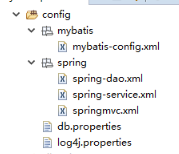 config
mybatis
mybatis-config.xml
spring
spring-dao.xml
spring-service.xml
springmvc.xml
db.properties
log4j.properties